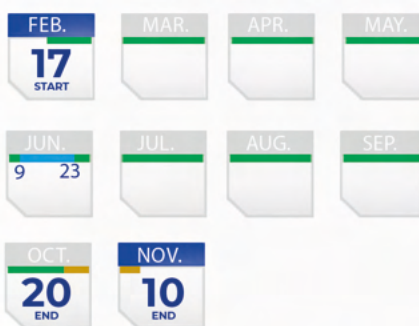 FEB. MAR. APR. MAY.
17
START
JUN. JUL. AUG. SEP.
9 23
OCT. NOV.
20 10
END END